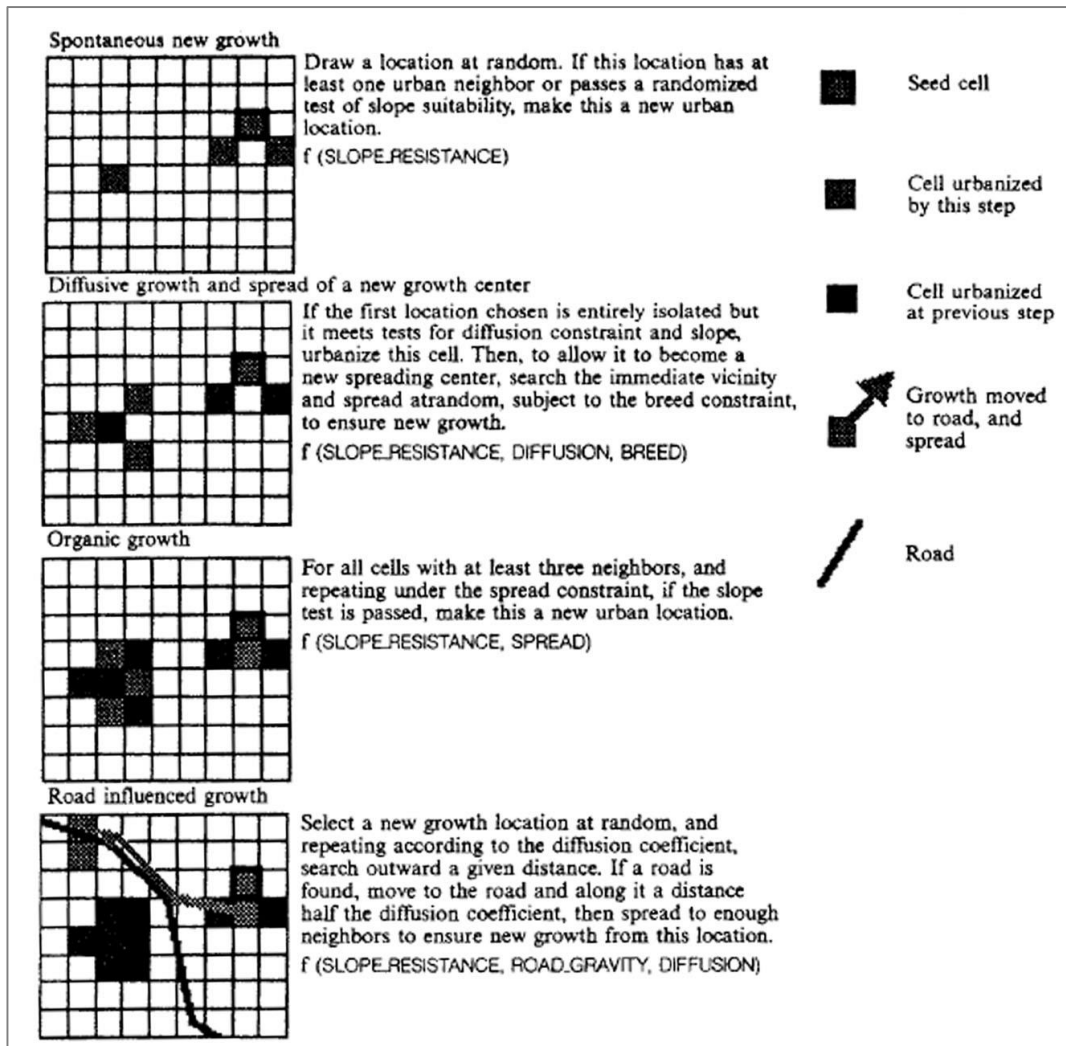 Spontaneous new growth
Draw a location at random. If this location has at
least one urban neighbor or passes a randomized
test of slope suitability, make this a new urban
location.
f (SLOPE_RESISTANCE)
Diffusive growth and spread of a new growth center
If the first location chosen is entirely isolated but
it meets tests for diffusion constraint and slope,
urbanize this cell. Then, to allow it to become a
new spreading center, search the immediate vicinity
and spread atrandom, subject to the breed constraint,
to ensure new growth.
f (SLOPE_RESISTANCE, DIFFUSION, BREED)
Organic growth
For all cells with at least three neighbors, and
repeating under the spread constraint, if the slope
test is passed, make this a new urban location.
f (SLOPE_RESISTANCE, SPREAD)
Road influenced growth
Select a new growth location at random, and
repeating according to the diffusion coefficient,
search outward a given distance. If a road is
found, move to the road and along it a distance
half the diffusion coefficient, then spread to enough
neighbors to ensure new growth from this location.
f (SLOPE_RESISTANCE, ROAD_GRAVITY, DIFFUSION)
Seed cell
Cell urbanized
by this step
Cell urbanized
at previous step
Growth moved
to road, and
spread
Road